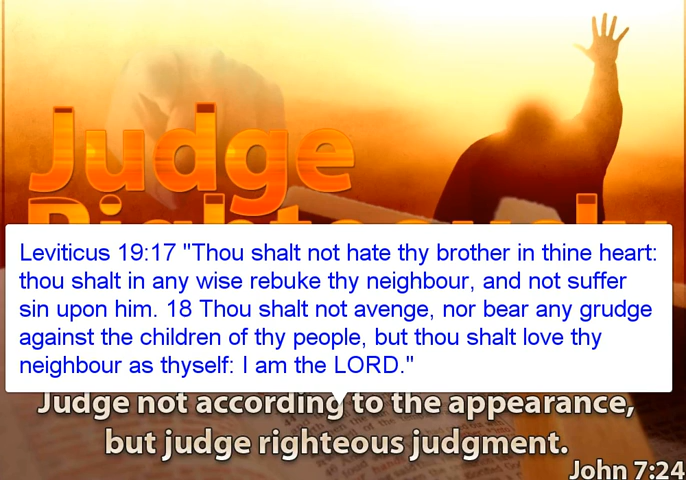 Judge
Righteously
Leviticus 19:17 "Thou shalt not hate thy brother in thine heart:
thou shalt in any wise rebuke thy neighbour, and not suffer
sin upon him. 18 Thou shalt not avenge, nor bear any grudge
against the children of thy people, but thou shalt love thy
neighbour as thyself: I am the LORD."
Judge not according to the appearance,
but judge righteous judgment.
John 7:24